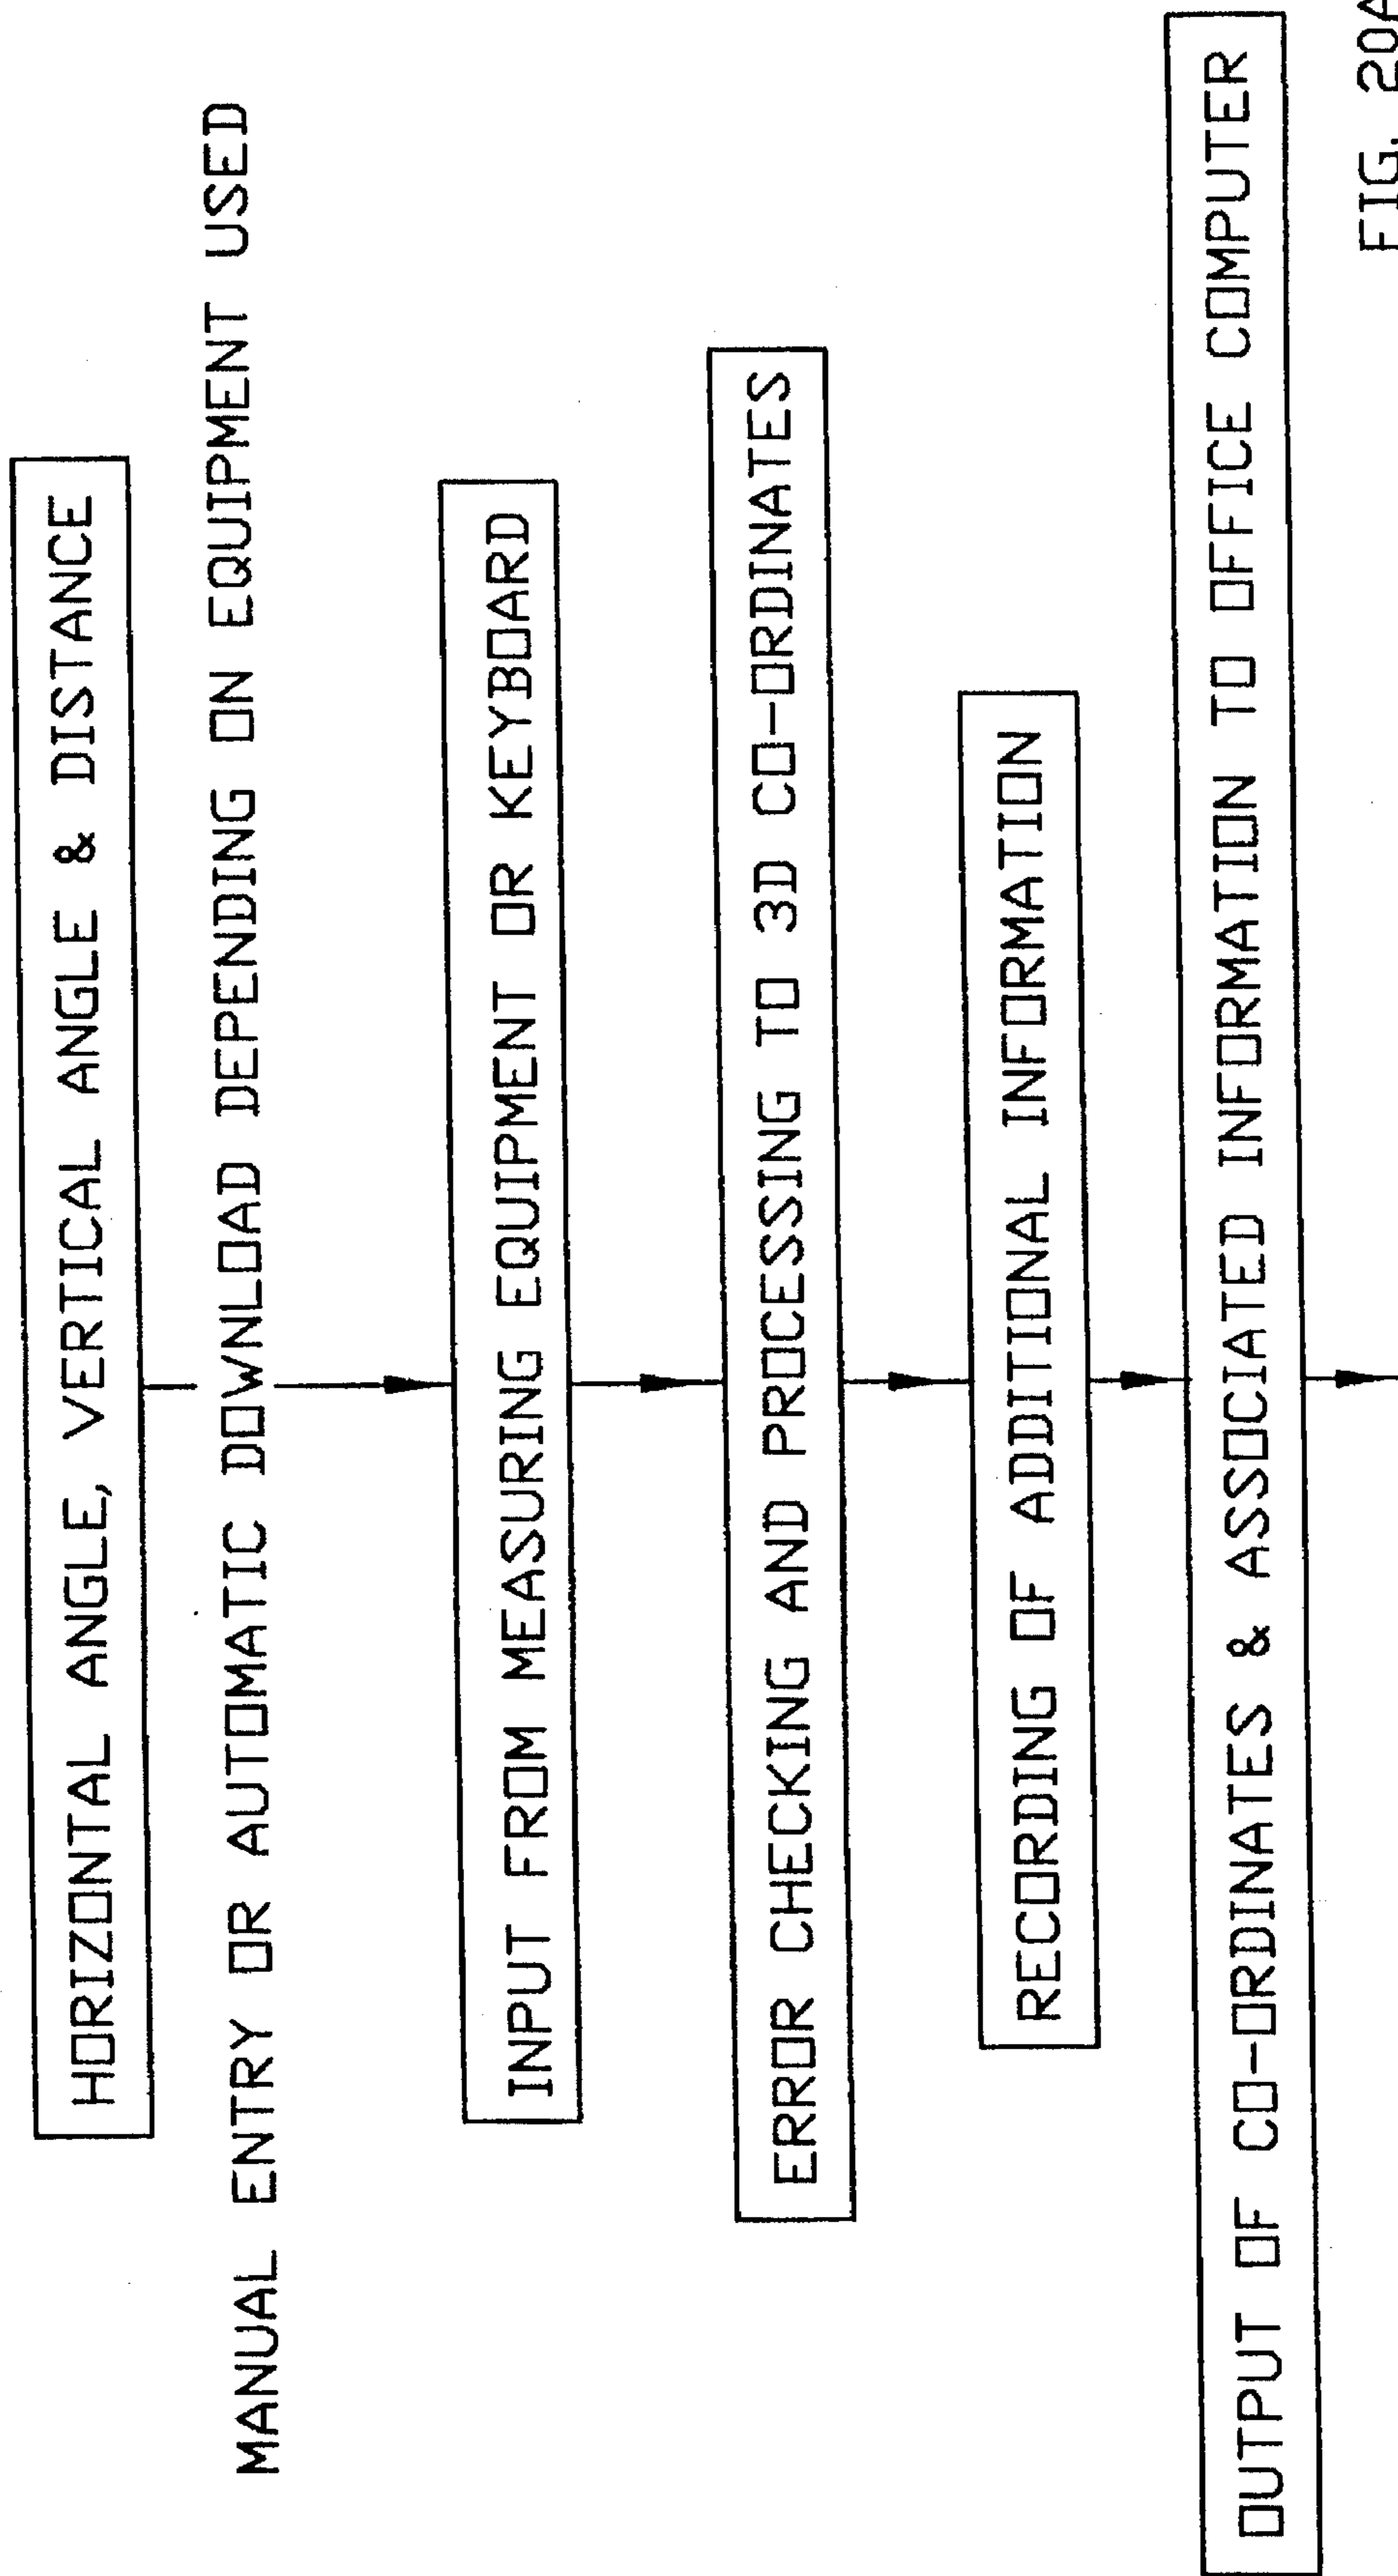 HORIZONTAL ANGLE, VERTICAL ANGLE & DISTANCE
MANUAL ENTRY OR AUTOMATIC DOWNLOAD DEPENDING ON EQUIPMENT USED
INPUT FROM MEASURING EQUIPMENT OR KEYBOARD
ERROR CHECKING AND PROCESSING TO 3D CO-ORDINATES
RECORDING OF ADDITIONAL INFORMATION
OUTPUT OF CO-ORDINATES & ASSOCIATED INFORMATION TO OFFICE COMPUTER
FIG. 20A